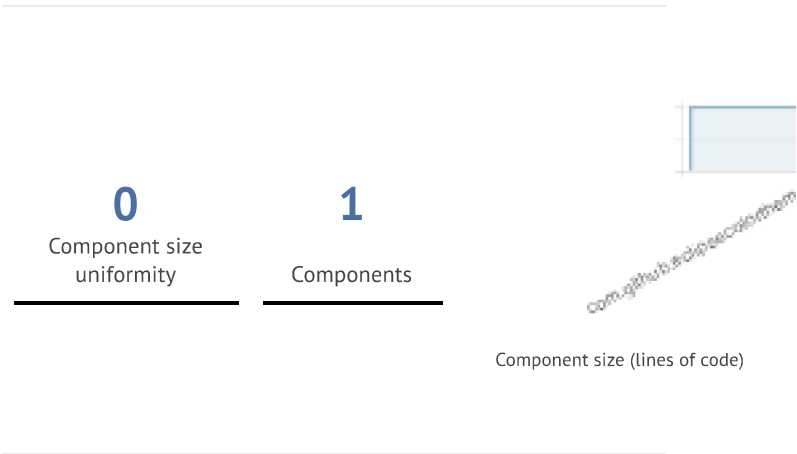 0
Component size
uniformity
1
Components
Component size (lines of code)